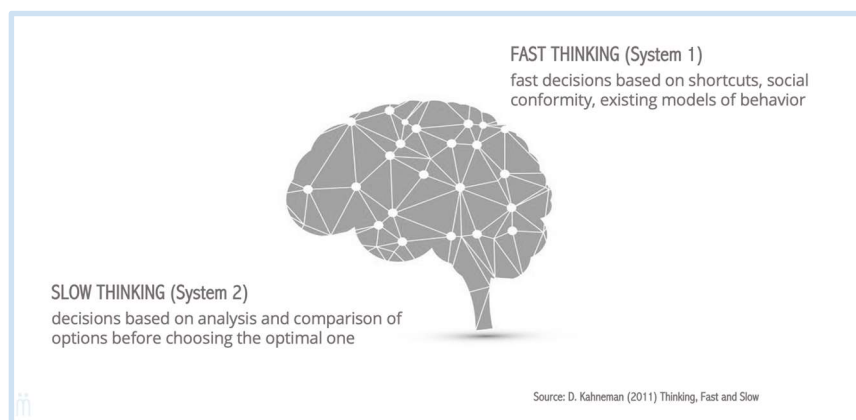 FAST THINKING (System 1)
fast decisions based on shortcuts, social
conformity, existing models of behavior
SLOW THINKING (System 2)
decisions based on analysis and comparison of
options before choosing the optimal one
Source: D. Kahneman (2011) Thinking, Fast and Slow